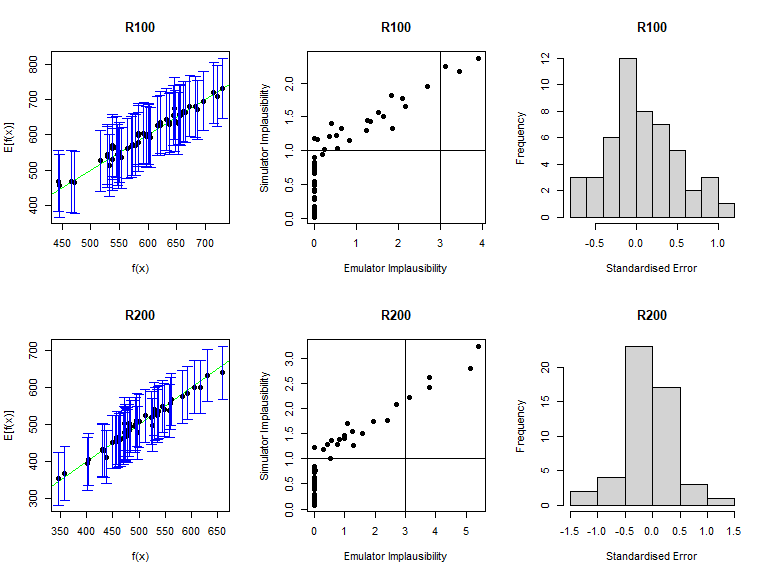 R100 R100 R100
E[f(x)]
800
700
600
500
400
450 500 550 600 650 700
f(x)
Simulator Implausibility
2.0
1.5
1.0
0.5
0.0
0 1 2 3 4
Emulator Implausibility
Frequency
12
10
8
6
4
2
0
-0.5 0.0 0.5 1.0
Standardised Error
R200 R200 R200
E[f(x)]
700
600
500
400
300
350 400 450 500 550 600 650
f(x)
Simulator Implausibility
3.0
2.5
2.0
1.5
1.0
0.5
0.0
0 1 2 3 4 5
Emulator Implausibility
Frequency
20
15
10
5
0
-1.5 -1.0 -0.5 0.0 0.5 1.0 1.5
Standardised Error